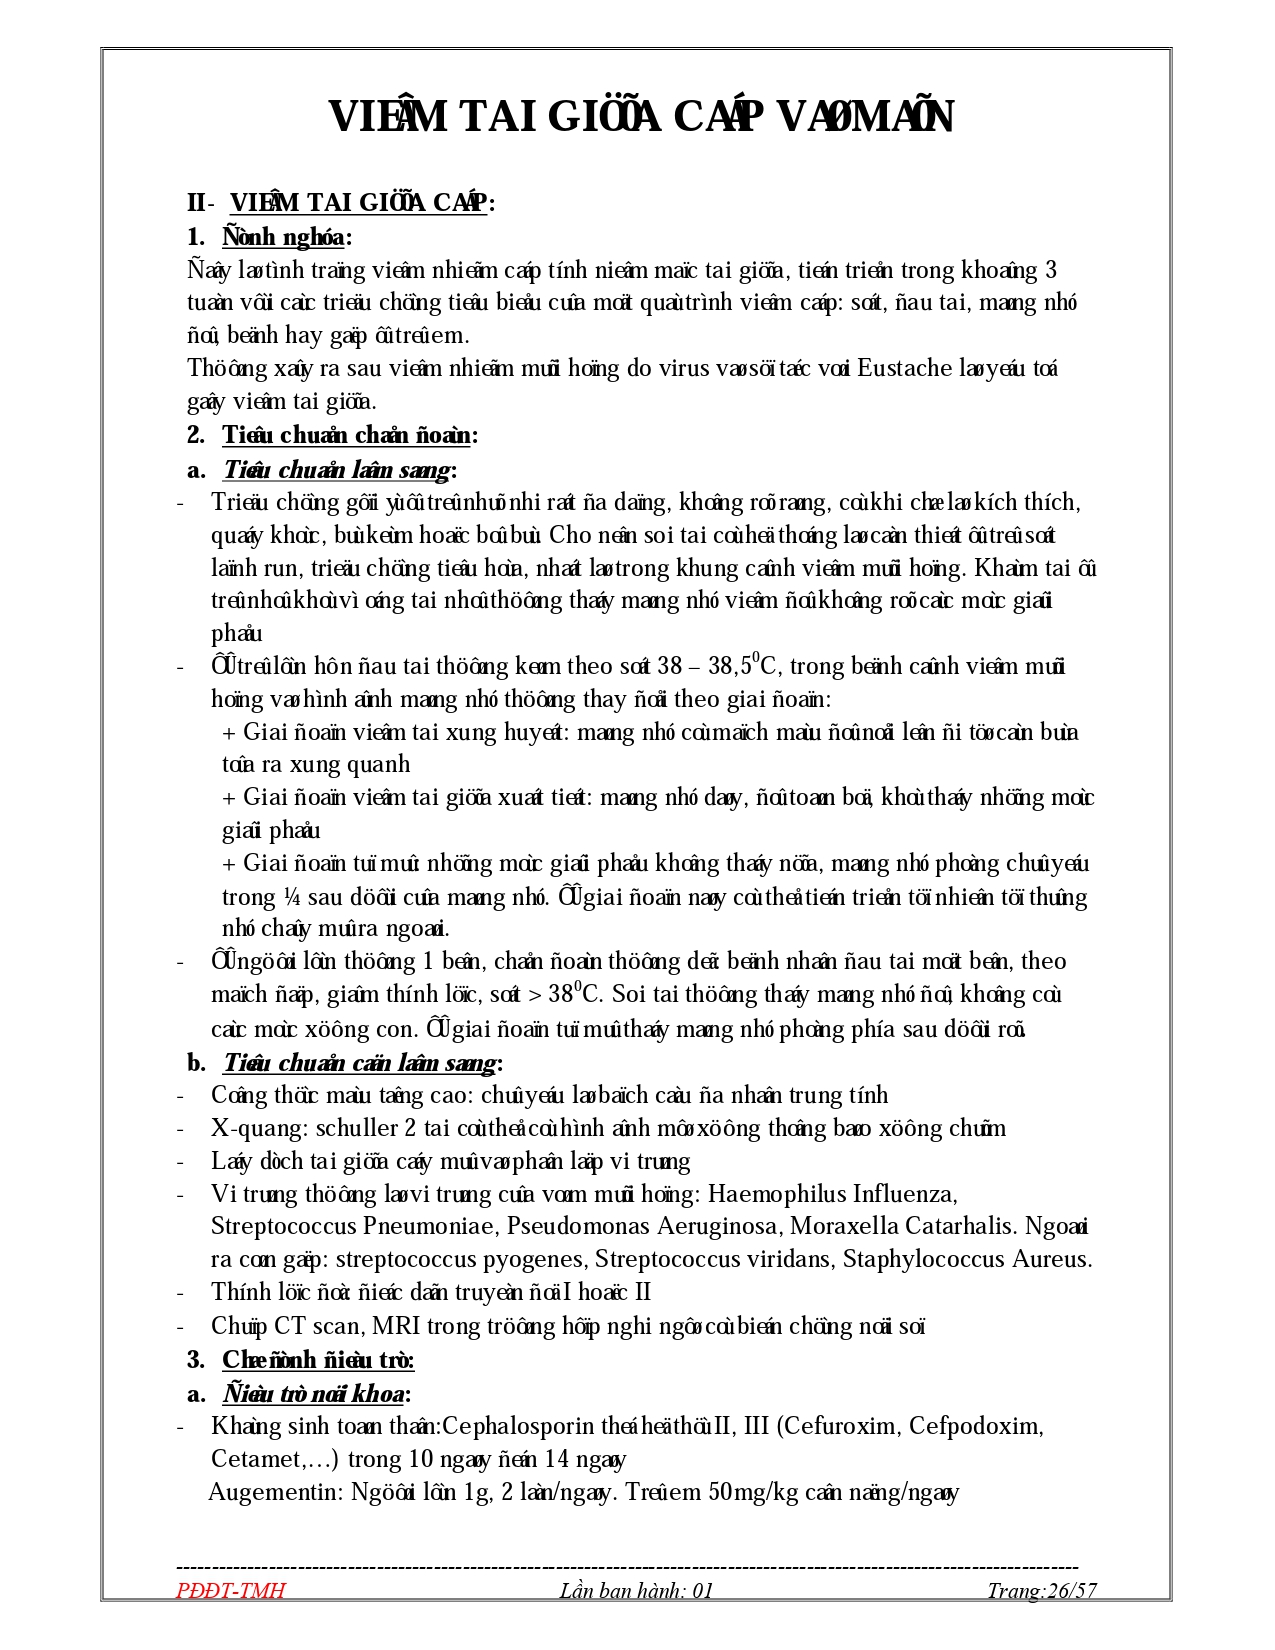 VIEÂM TAI GIÖÕA CAÁP VAØ MAÕN
II- VIEÂM TAI GIÖÕA CAÁP:
1. Ñònh nghóa:
Ñaây laø tình traïng vieâm nhieãm caáp tính nieâm maïc tai giöõa, tieán trieån trong khoaûng 3
tuaàn vôùi caùc trieäu chöùng tieâu bieåu cuûa moät quaù trình vieâm caáp: soát, ñau tai, maøng nhó
ñoû, beänh hay gaëp ôû treû em.
Thöôøng xaûy ra sau vieâm nhieãm muõi hoïng do virus vaø söï taéc voøi Eustache laø yeáu toá
gaây vieâm tai giöõa.
2. Tieâu chuaån chaån ñoaùn:
a. Tieâu chuaån laâm saøng:
- Trieäu chöùng gôïi yù ôû treû nhuõ nhi raát ña daïng, khoâng roõ raøng, coù khi chæ laø kích thích,
quaáy khoùc, buù keùm hoaëc boû buù. Cho neân soi tai coù heä thoáng laø caàn thieát ôû treû soát
laïnh run, trieäu chöùng tieâu hoùa, nhaát laø trong khung caûnh vieâm muõi hoïng. Khaùm tai ôû
treû nhoû khoù vì oáng tai nhoû thöôøng thaáy maøng nhó vieâm ñoû khoâng roõ caùc moác giaûi
phaåu
- ÔÛ treû lôùn hôn ñau tai thöôøng keøm theo soát 38 – 38,5⁰C, trong beänh caûnh vieâm muõi
hoïng vaø hình aûnh maøng nhó thöôøng thay ñoåi theo giai ñoaïn:
+ Giai ñoaïn vieâm tai xung huyeát: maøng nhó coù maïch maùu ñoû noåi leân ñi töø caùn buùa
toûa ra xung quanh
+ Giai ñoaïn vieâm tai giöõa xuaát tieát: maøng nhó daøy, ñoû toaøn boä, khoù thaáy nhöõng moác
giaûi phaåu
+ Giai ñoaïn tuï muû: nhöõng moác giaûi phaåu khoâng thaáy nöõa, maøng nhó phoàng chuû yeáu
trong ¼ sau döôùi cuûa maøng nhó. ÔÛ giai ñoaïn naøy coù theå tieán trieån töï nhieân töï thuûng
nhó chaûy muû ra ngoaøi.
- ÔÛ ngöôøi lôùn thöôøng 1 beân, chaån ñoaùn thöôøng deã: beänh nhaân ñau tai moät beân, theo
maïch ñaäp, giaûm thính löïc, soát > 38⁰C. Soi tai thöôøng thaáy maøng nhó ñoû, khoâng coù
caùc moác xöông con. ÔÛ giai ñoaïn tuï muû thaáy maøng nhó phoàng phía sau döôùi roõ.
b. Tieâu chuaån caän laâm saøng:
- Coâng thöùc maùu taêng cao: chuû yeáu laø baïch caàu ña nhaân trung tính
- X-quang: schuller 2 tai coù theå coù hình aûnh môø xöông thoâng baøo xöông chuõm
- Laáy dòch tai giöõa caáy muû vaø phaân laäp vi truøng
- Vi truøng thöôøng laø vi truøng cuûa voøm muõi hoïng: Haemophilus Influenza,
Streptococcus Pneumoniae, Pseudomonas Aeruginosa, Moraxella Catarhalis. Ngoaøi
ra coøn gaëp: streptococcus pyogenes, Streptococcus viridans, Staphylococcus Aureus.
- Thính löïc ñoà: ñieác daãn truyeàn ñoä I hoaëc II
- Chuïp CT scan, MRI trong tröôøng hôïp nghi ngôø coù bieán chöùng noäi soï
3. Chæ ñònh ñieàu trò:
a. Ñieàu trò noäi khoa:
- Khaùng sinh toaøn thaân:Cephalosporin theá heä thöù II, III (Cefuroxim, Cefpodoxim,
Cetamet,…) trong 10 ngaøy ñeán 14 ngaøy
Augementin: Ngöôøi lôùn 1g, 2 laàn/ngaøy. Treû em 50mg/kg caân naëng/ngaøy
-------------------------------------------------------------------------------------------------------------------------------
PĐĐT-TMH Lần ban hành: 01 Trang:26/57